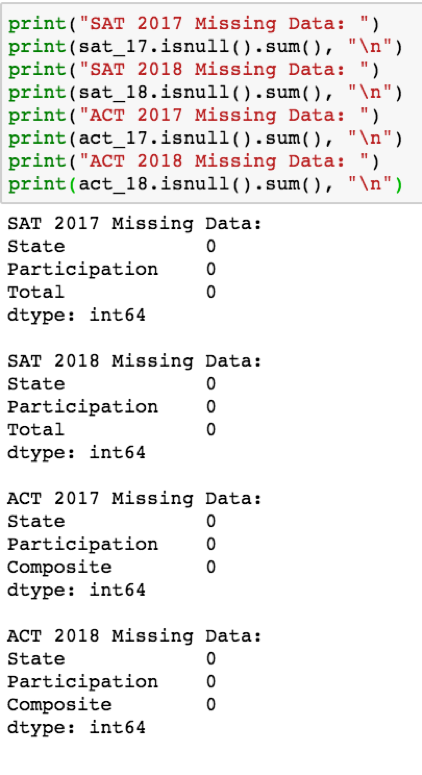 print("SAT 2017 Missing Data: ")
print(sat_17.isnull().sum(), "\n")
print("SAT 2018 Missing Data: ")
print(sat_18.isnull().sum(), "\n")
print("ACT 2017 Missing Data: ")
print(act_17.isnull().sum(), "\n")
print("ACT 2018 Missing Data: ")
print(act_18.isnull().sum(), "\n")
SAT 2017 Missing Data:
State 0
Participation 0
Total 0
dtype: int64
SAT 2018 Missing Data:
State 0
Participation 0
Total 0
dtype: int64
ACT 2017 Missing Data:
State 0
Participation 0
Composite 0
dtype: int64
ACT 2018 Missing Data:
State 0
Participation 0
Composite 0
dtype: int64